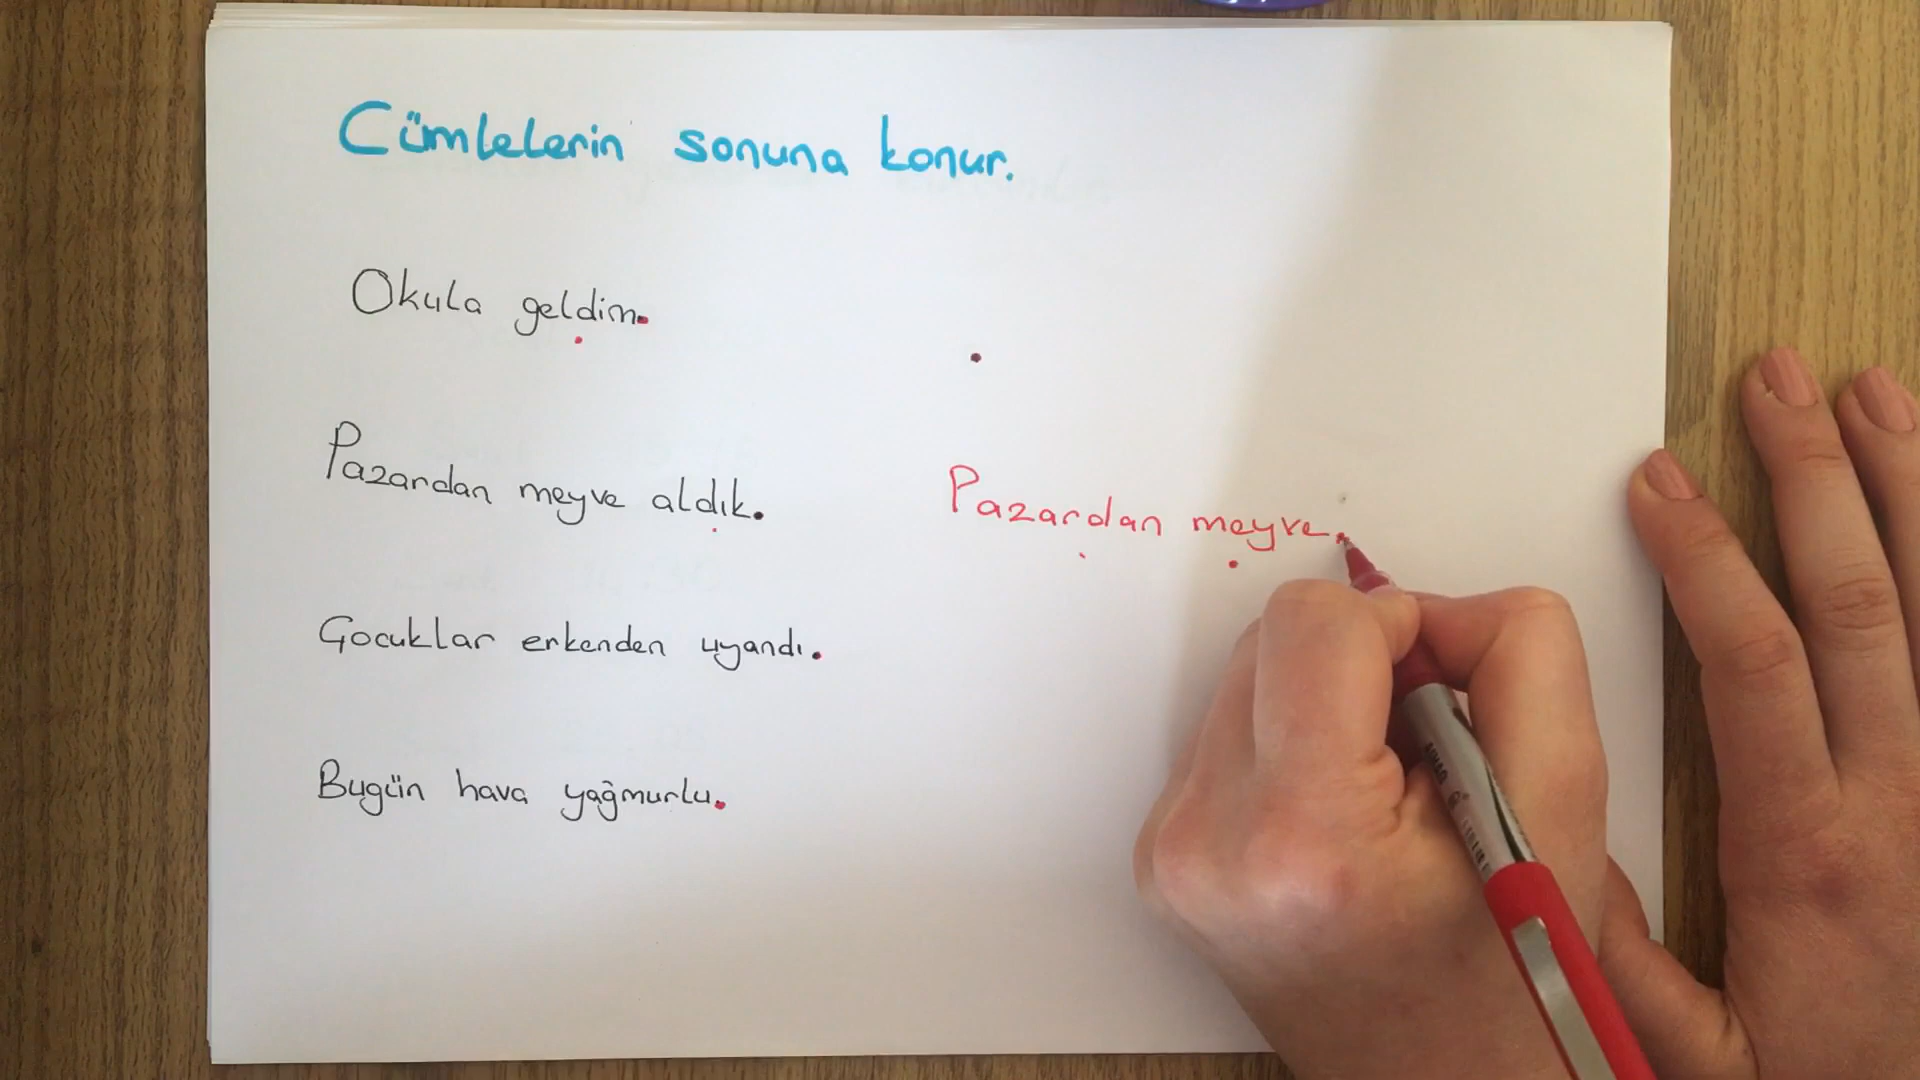 Cümlelerin sonuna konur.
Okula geldim.
Pazardan meyve aldık.
Pazardan meyve.
Çocuklar erkenden uyandı.
Bugün hava yağmurlu.